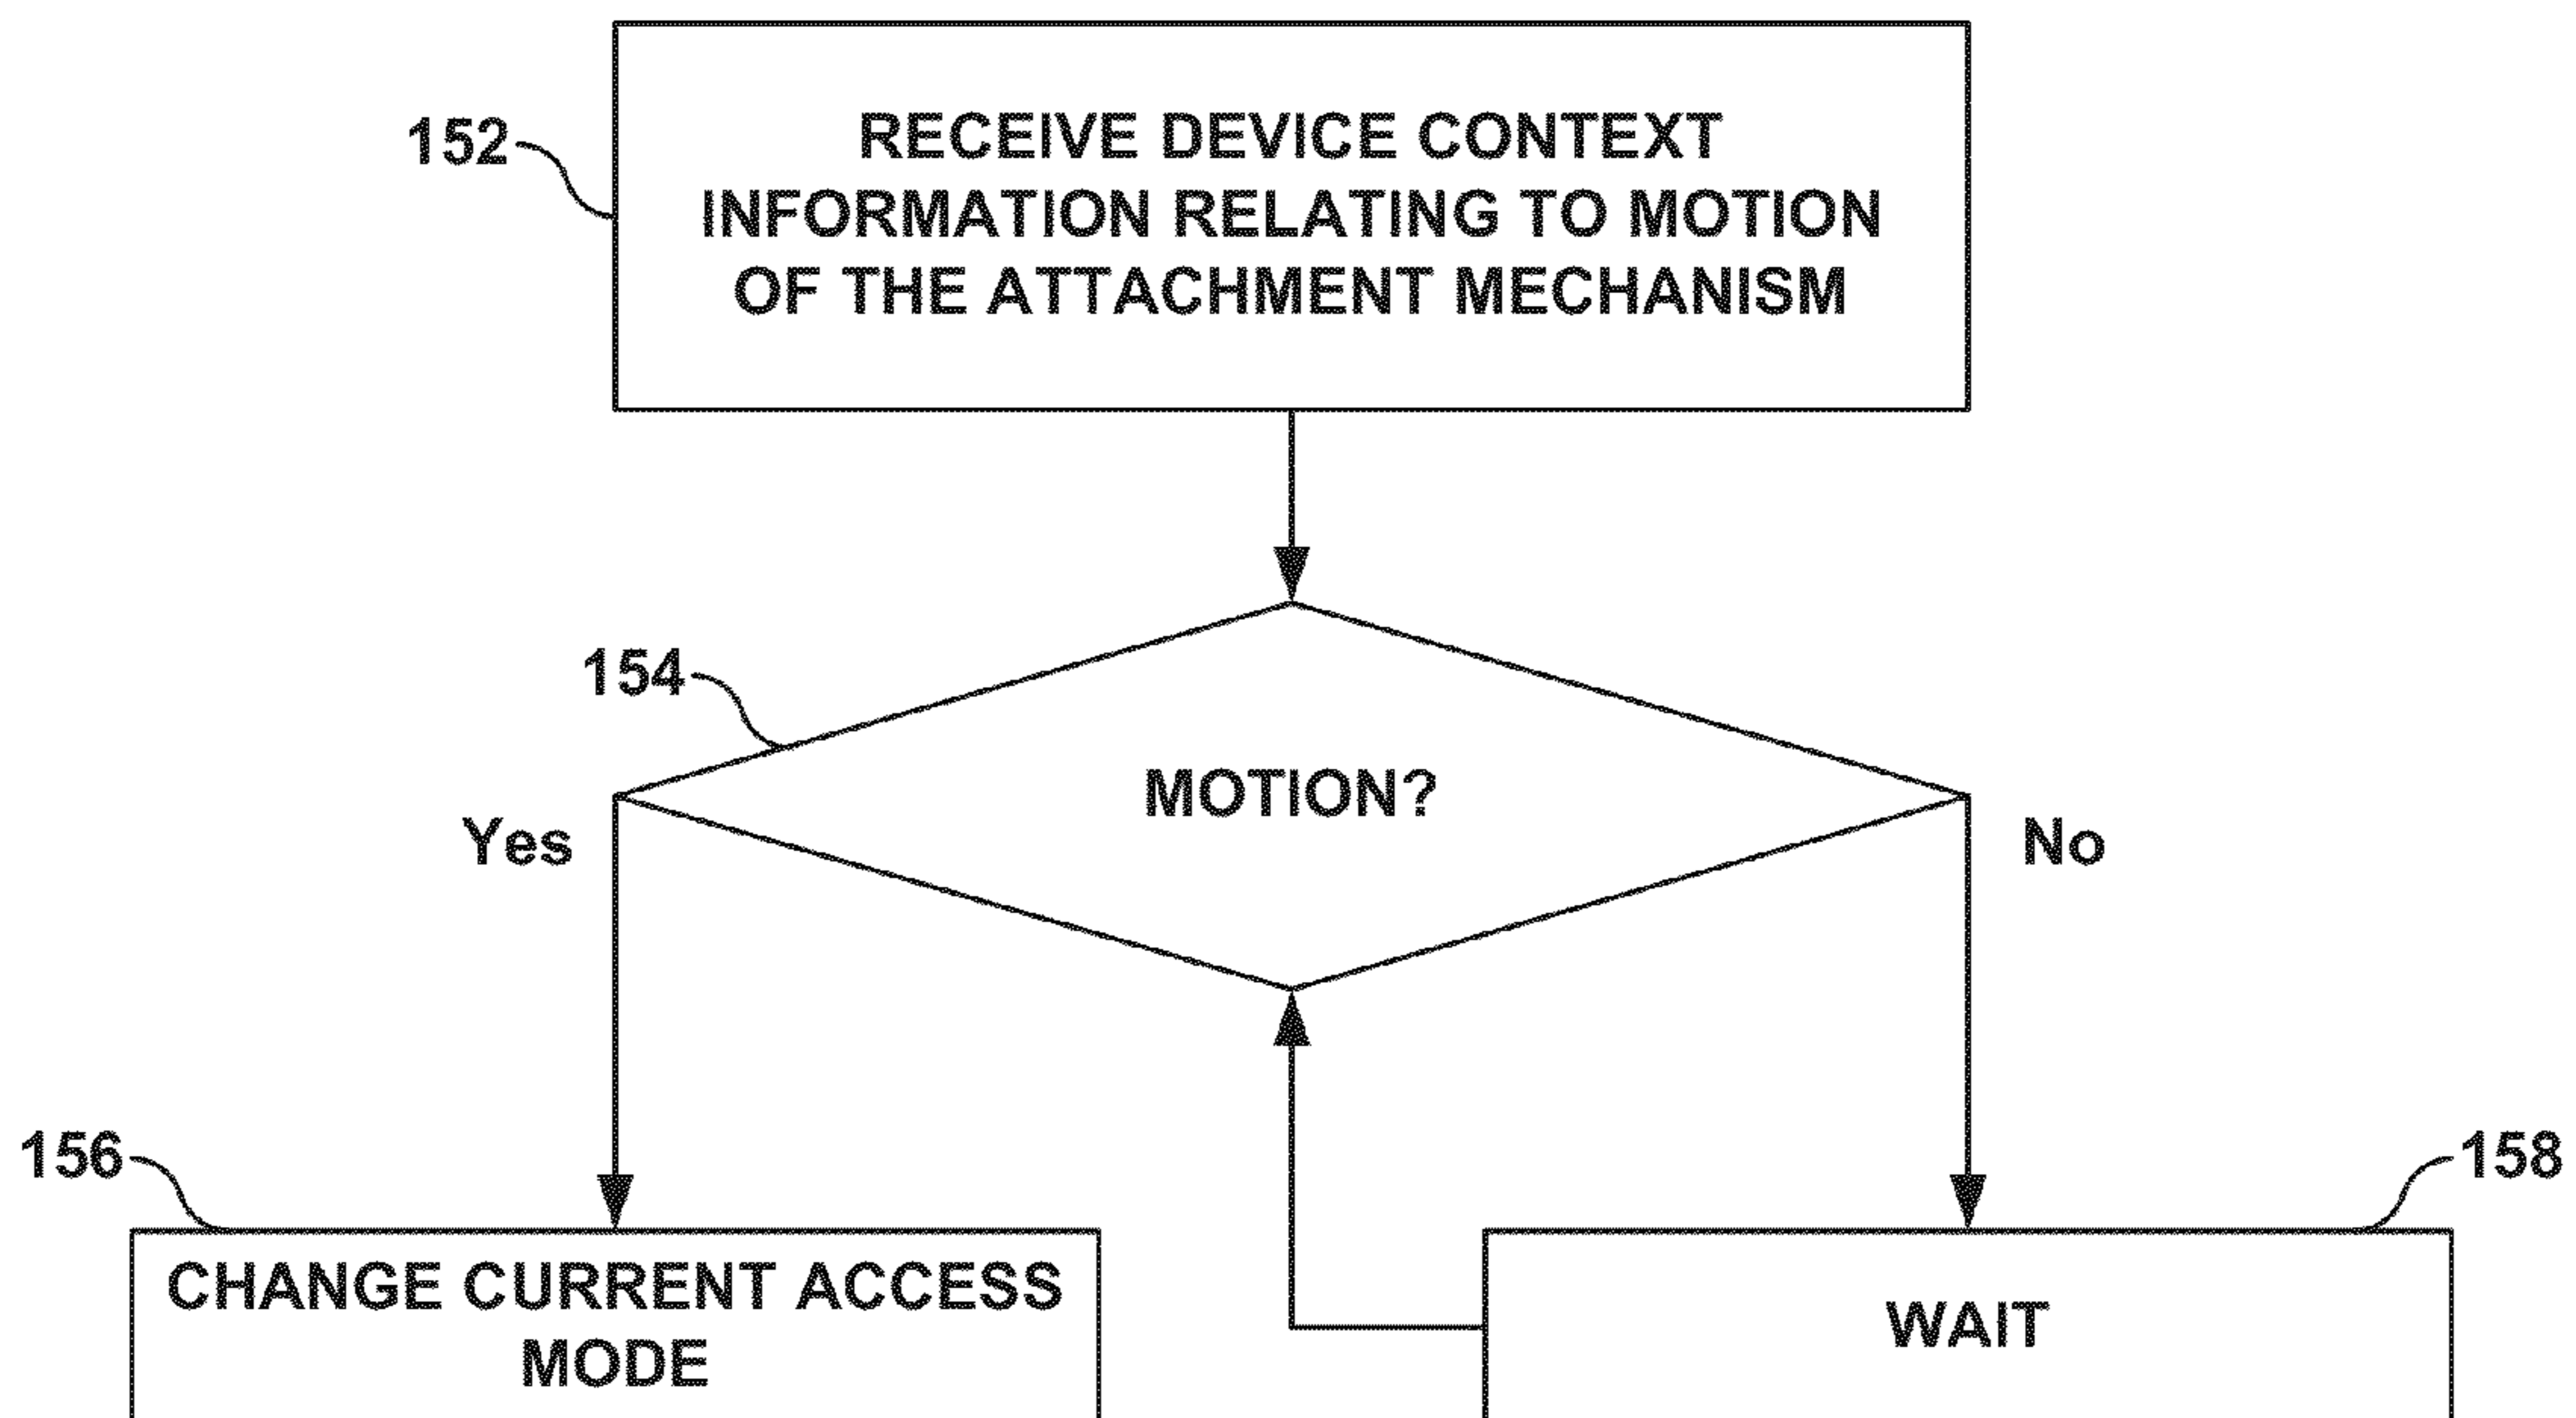 152
RECEIVE DEVICE CONTEXT
INFORMATION RELATING TO MOTION
OF THE ATTACHMENT MECHANISM
154
MOTION?
Yes
No
156
158
CHANGE CURRENT ACCESS
MODE
WAIT